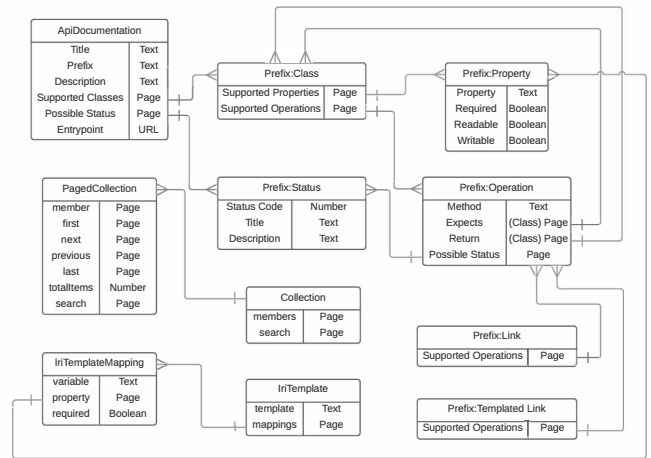 ApiDocumentation
Title Text
Prefix Text
Description Text
Supported Classes Page
Possible Status Page
Entrypoint URL
Prefix:Class
Supported Properties Page
Supported Operations Page
Prefix:Property
Property Text
Required Boolean
Readable Boolean
Writable Boolean
PagedCollection
member Page
first Page
next Page
previous Page
last Page
totalItems Number
search Page
Prefix:Status
Status Code Number
Title Text
Description Text
Prefix:Operation
Method Text
Expects (Class) Page
Return (Class) Page
Possible Status Page
Collection
members Page
search Page
Prefix:Link
Supported Operations Page
IriTemplateMapping
variable Text
property Page
required Boolean
IriTemplate
template Text
mappings Page
Prefix:Templated Link
Supported Operations Page